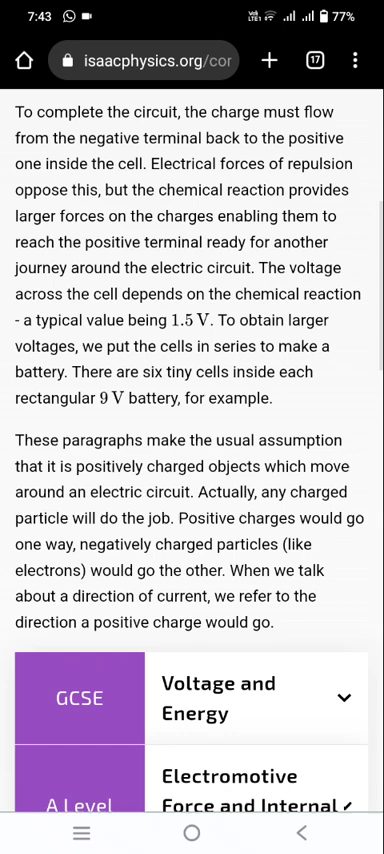 7:43
77%
isaacphysics.org/cor
17
To complete the circuit, the charge must flow
from the negative terminal back to the positive
one inside the cell. Electrical forces of repulsion
oppose this, but the chemical reaction provides
larger forces on the charges enabling them to
reach the positive terminal ready for another
journey around the electric circuit. The voltage
across the cell depends on the chemical reaction
- a typical value being 1.5 V. To obtain larger
voltages, we put the cells in series to make a
battery. There are six tiny cells inside each
rectangular 9 V battery, for example.
These paragraphs make the usual assumption
that it is positively charged objects which move
around an electric circuit. Actually, any charged
particle will do the job. Positive charges would go
one way, negatively charged particles (like
electrons) would go the other. When we talk
about a direction of current, we refer to the
direction a positive charge would go.
GCSE
Voltage and
Energy
A Level
Electromotive
Force and Internal